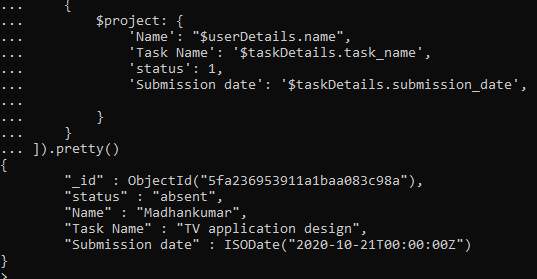 ...     {
...         $project: {
...             'Name': "$userDetails.name",
...             'Task Name': '$taskDetails.task_name',
...             'status': 1,
...             'Submission date': '$taskDetails.submission_date',
...
...         }
...     }
... ]).pretty()
{
        "_id" : ObjectId("5fa236953911a1baa083c98a"),
        "status" : "absent",
        "Name" : "Madhankumar",
        "Task Name" : "TV application design",
        "Submission date" : ISODate("2020-10-21T00:00:00Z")
}
>